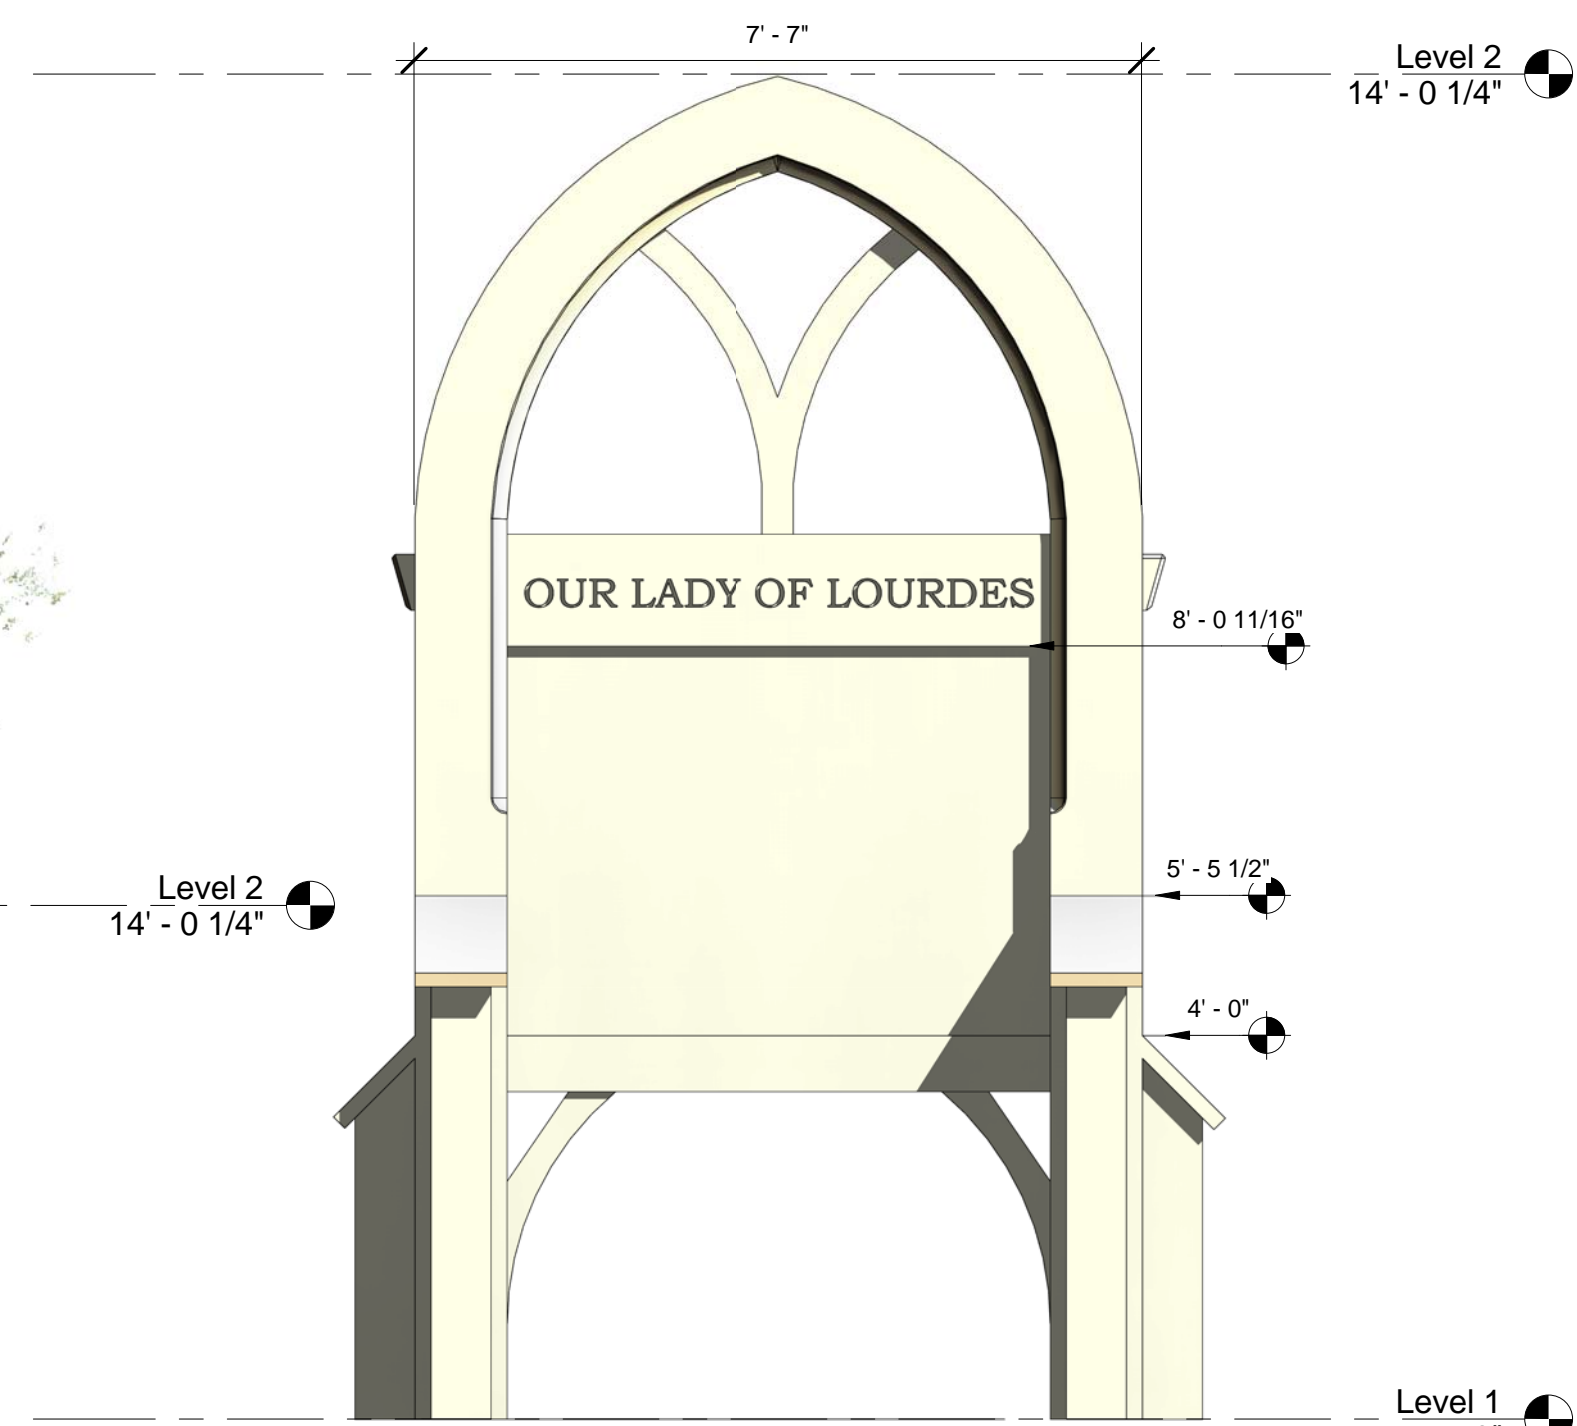 7' - 7"
Level 2
14' - 0 1/4"
OUR LADY OF LOURDES
8' - 0 11/16"
5' - 5 1/2"
Level 2
14' - 0 1/4"
4' - 0"
Level 1